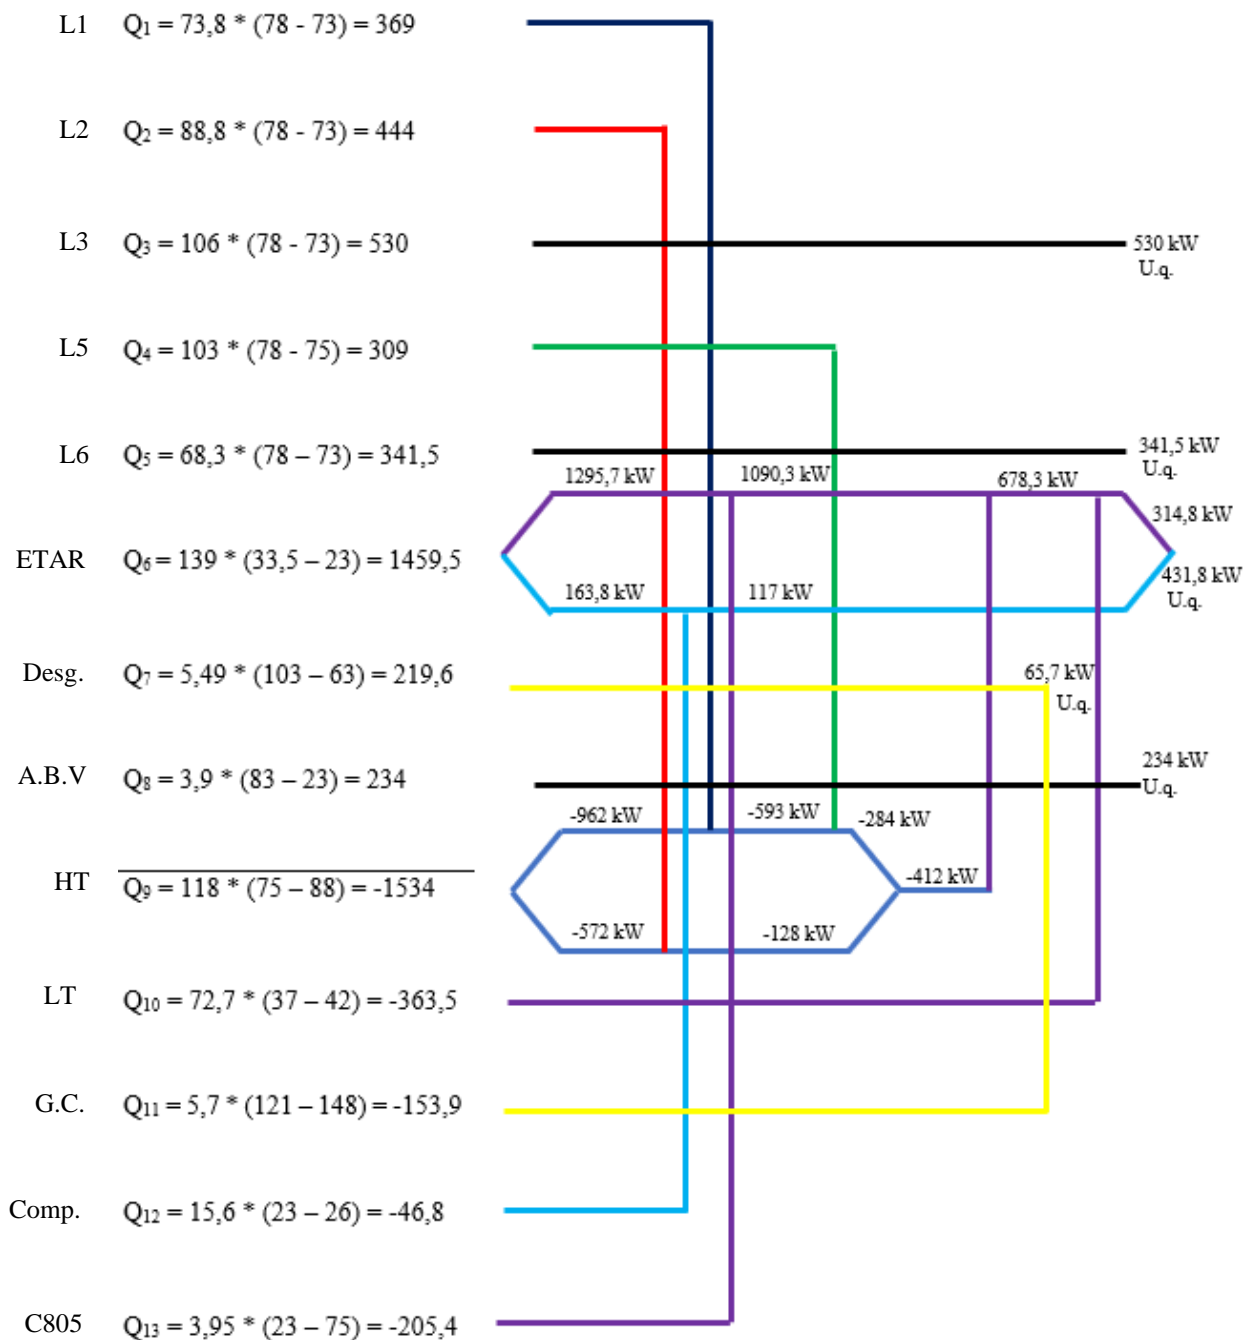 L1 Q₁ = 73,8 * (78 - 73) = 369
L2 Q₂ = 88,8 * (78 - 73) = 444
L3 Q₃ = 106 * (78 - 73) = 530
530 kW
U.q.
L5 Q₄ = 103 * (78 - 75) = 309
L6 Q₅ = 68,3 * (78 – 73) = 341,5
341,5 kW
U.q.
1295,7 kW 1090,3 kW 678,3 kW
314,8 kW
ETAR Q₆ = 139 * (33,5 – 23) = 1459,5
431,8 kW
U.q.
163,8 kW 117 kW
Desg. Q₇ = 5,49 * (103 – 63) = 219,6
65,7 kW
U.q.
A.B.V Q₈ = 3,9 * (83 – 23) = 234
234 kW
U.q.
-962 kW -593 kW -284 kW
HT Q₉ = 118 * (75 – 88) = -1534
-412 kW
-572 kW -128 kW
LT Q₁₀ = 72,7 * (37 – 42) = -363,5
G.C. Q₁₁ = 5,7 * (121 – 148) = -153,9
Comp. Q₁₂ = 15,6 * (23 – 26) = -46,8
C805 Q₁₃ = 3,95 * (23 – 75) = -205,4